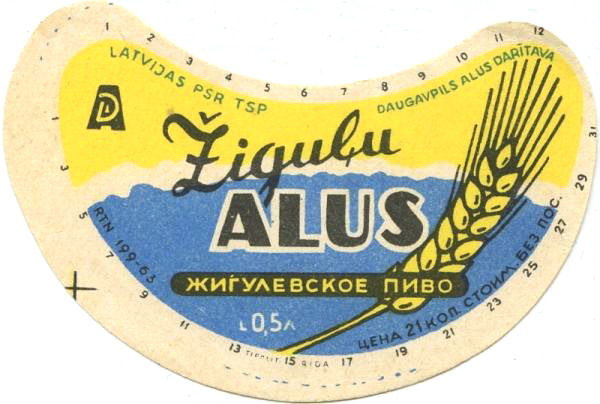 1 2 3 4 5 6 7 8 9 10 11 12
LATVIJAS PSR TSP
DAUGAVPILS ALUS DARĪTAVA
DA
Žiguļu
ALUS
ЖИГУЛЕВСКОЕ ПИВО
0,5л
RTN 199-63
ЦЕНА 21 КОП. СТОИМ. БЕЗ ПОС.
1 3 5 7 9 11 13 15 17 19 21 23 25 27 29 31